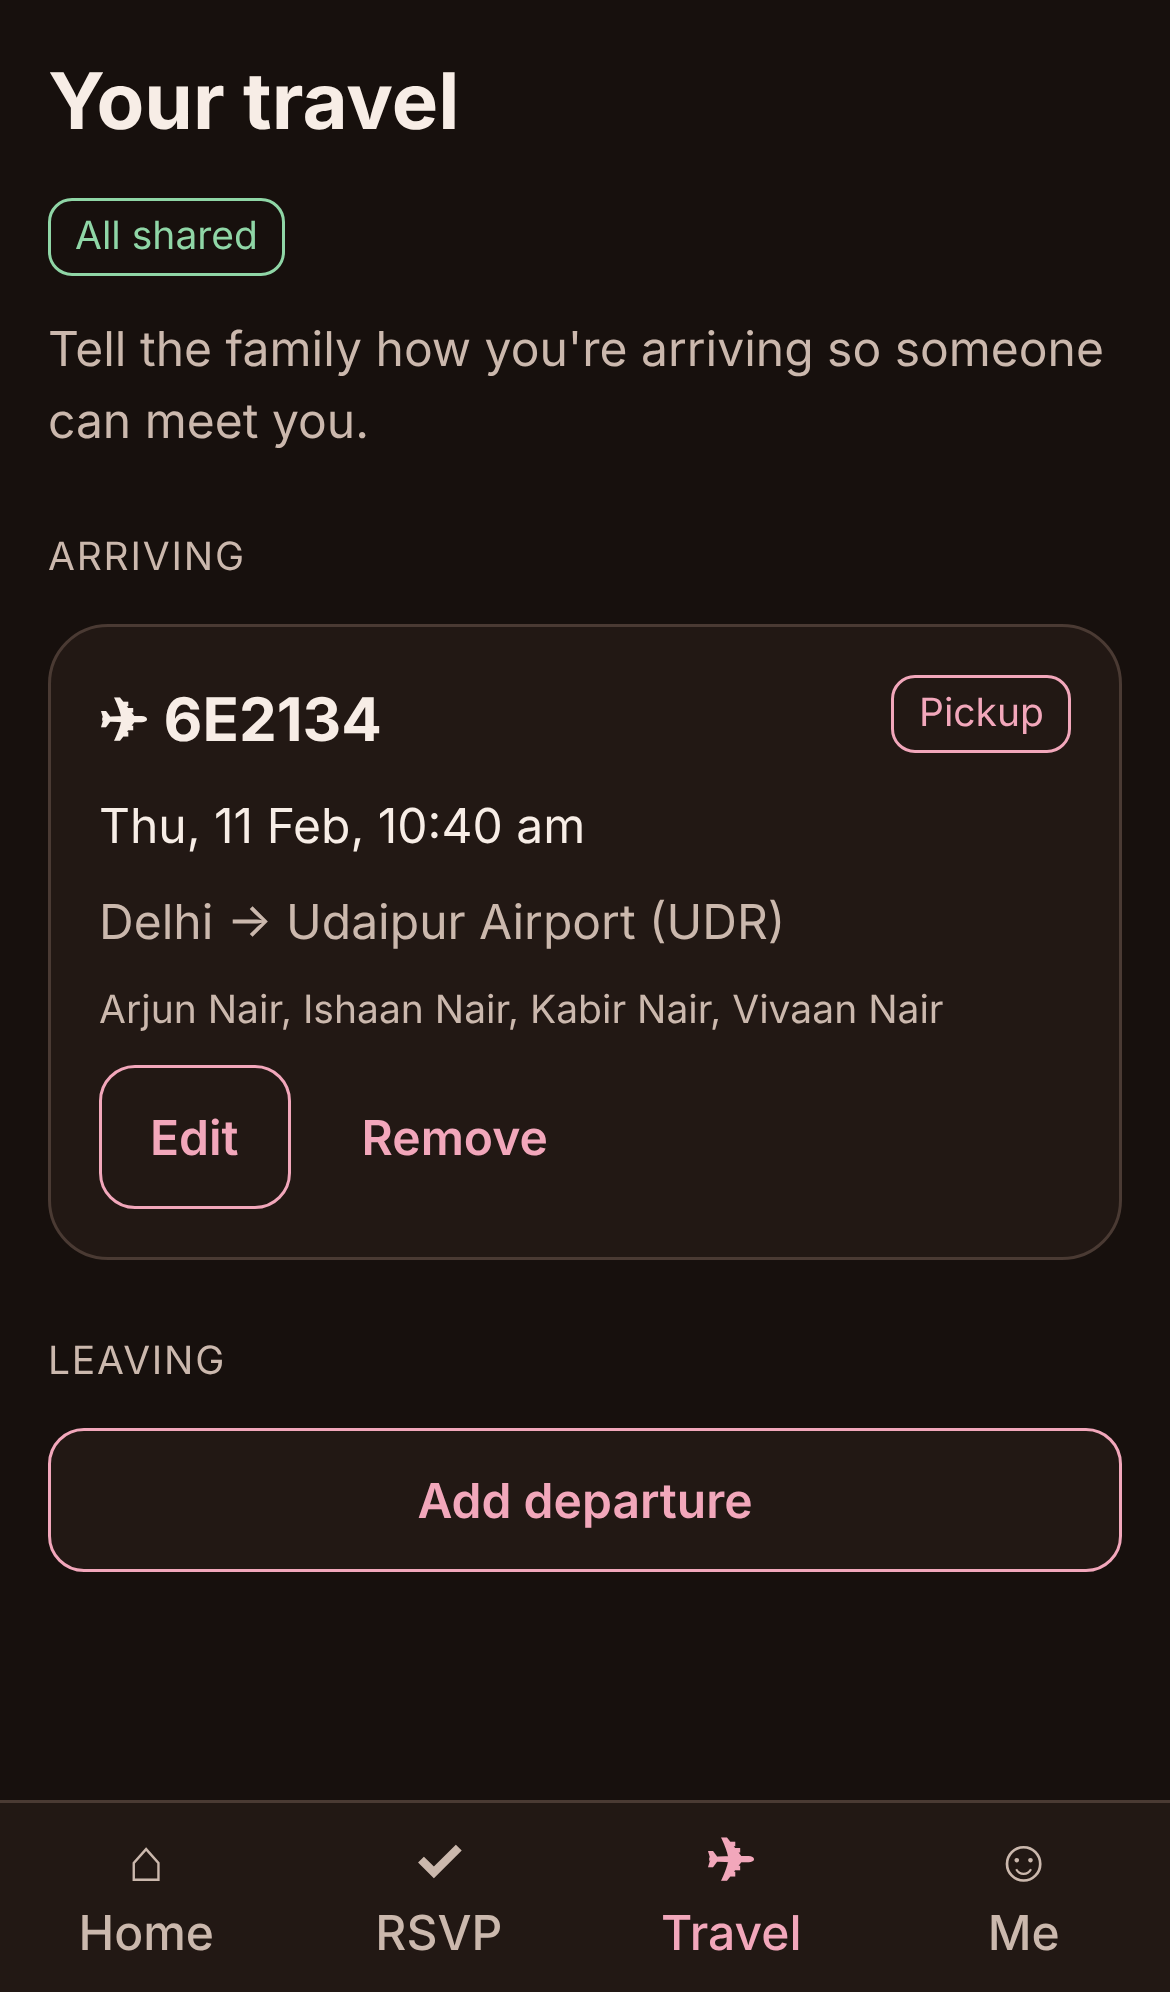 Your travel
All shared
Tell the family how you're arriving so someone
can meet you.
ARRIVING
✈ 6E2134
Pickup
Thu, 11 Feb, 10:40 am
Delhi → Udaipur Airport (UDR)
Arjun Nair, Ishaan Nair, Kabir Nair, Vivaan Nair
Edit Remove
LEAVING
Add departure
Home RSVP Travel Me